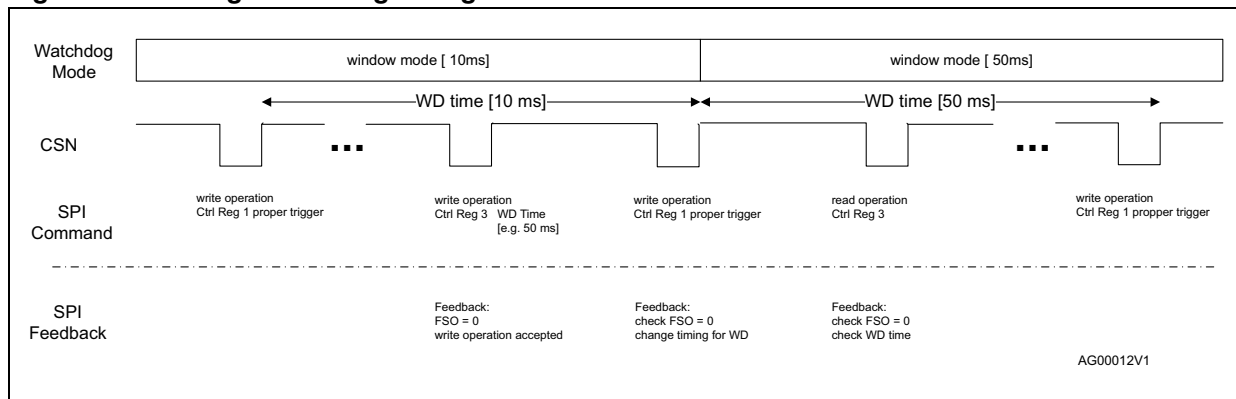 Watchdog
Mode
window mode [ 10ms]
window mode [ 50ms]
WD time [10 ms]
WD time [50 ms]
CSN
...
...
SPI
Command
write operation
Ctrl Reg 1 proper trigger
write operation
Ctrl Reg 3 WD Time
[e.g. 50 ms]
write operation
Ctrl Reg 1 proper trigger
read operation
Ctrl Reg 3
write operation
Ctrl Reg 1 propper trigger
SPI
Feedback
Feedback:
FSO = 0
write operation accepted
Feedback:
check FSO = 0
change timing for WD
Feedback:
check FSO = 0
check WD time
AG00012V1